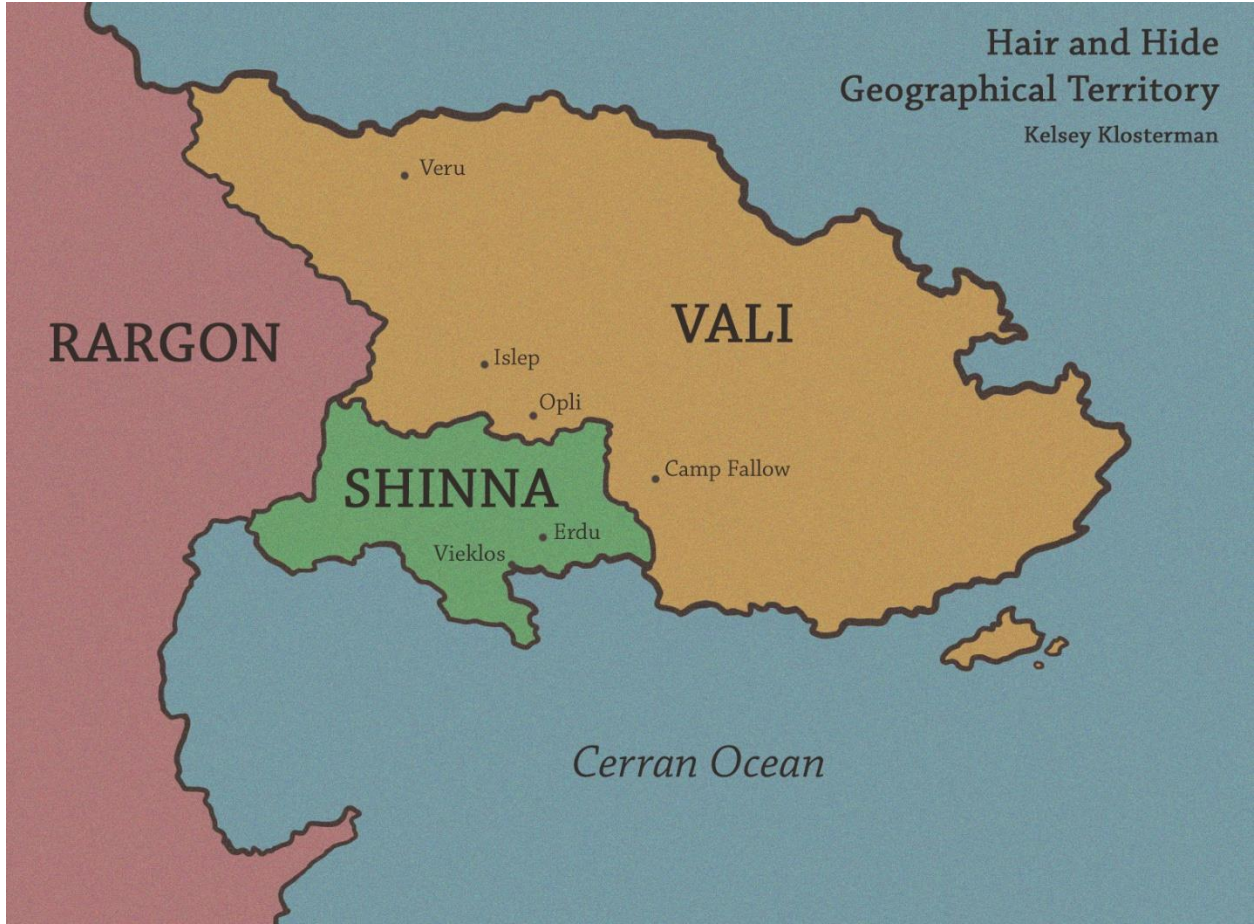 Hair and Hide
Geographical Territory
Kelsey Klosterman
Veru
RARGON
VALI
Islep
Opli
Camp Fallow
SHINNA
Erdu
Vieklos
Cerran Ocean